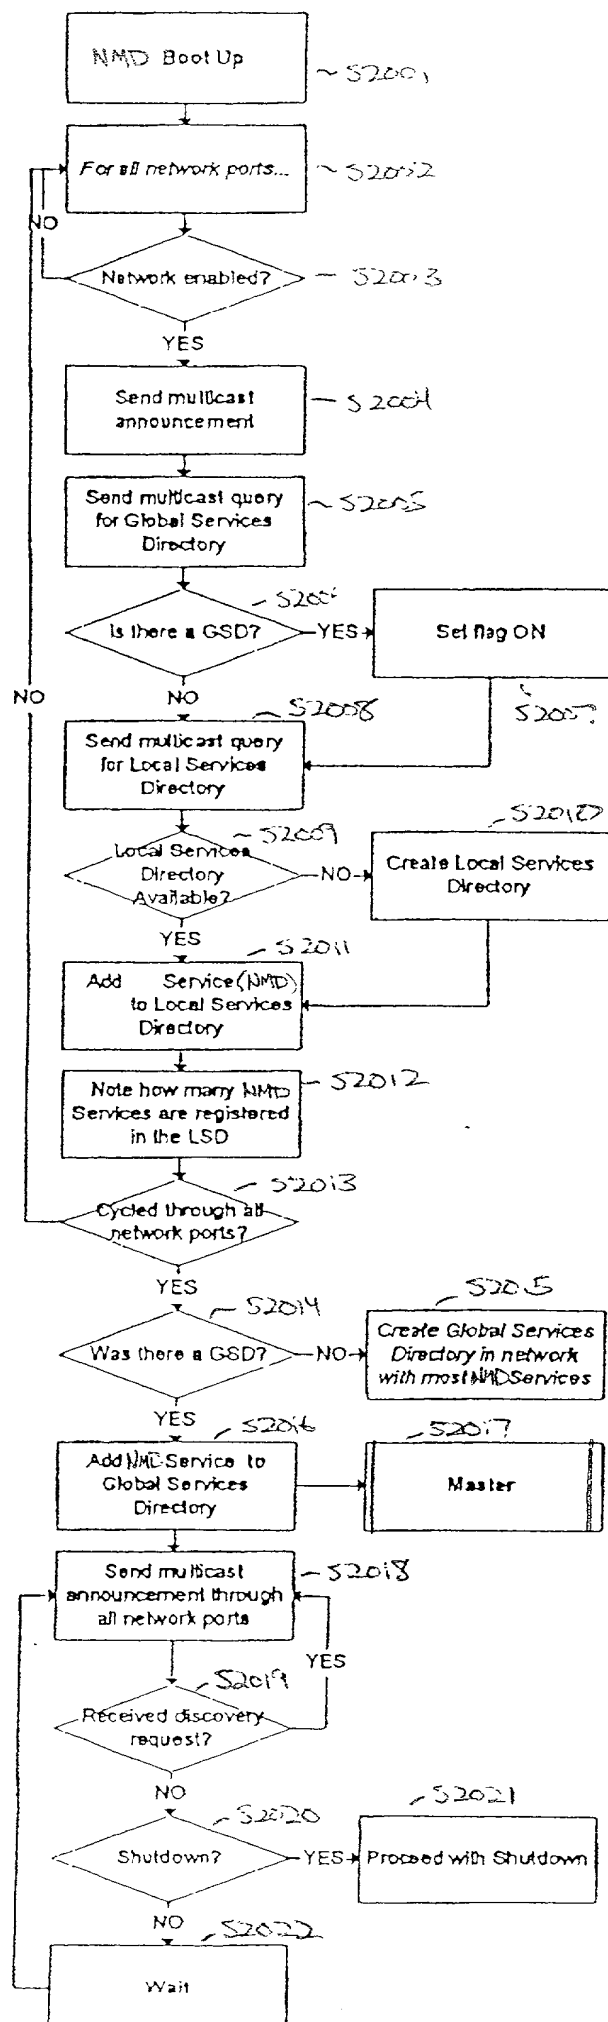 NMD Boot Up
S2001
For all network ports...
S2002
NO
Network enabled?
S2003
YES
Send multicast
announcement
S2004
Send multicast query
for Global Services
Directory
S2005
S2006
Is there a GSD?
YES
Set flag ON
NO
NO
S2008
S2007
Send multicast query
for Local Services
Directory
S2009
S2010
Local Services
Directory
Available?
NO
Create Local Services
Directory
YES
S2011
Add Service (NMD)
to Local Services
Directory
Note how many NMD
Services are registered
in the LSD
S2012
S2013
Cycled through all
network ports?
YES
S2014
S2015
Was there a GSD?
NO
Create Global Services
Directory in network
with most NMD Services
YES
S2016
S2017
Add NMD Service to
Global Services
Directory
Master
Send multicast
announcement through
all network ports
S2018
YES
S2019
Received discovery
request?
NO
S2020
S2021
Shutdown?
YES
Proceed with Shutdown
NO
S2022
Wait